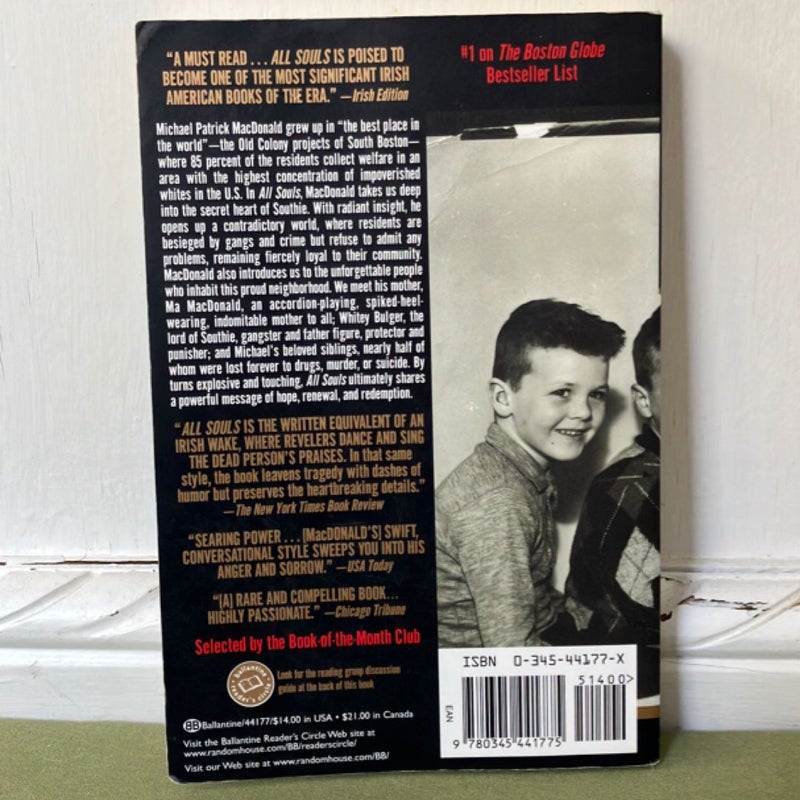 “A MUST READ . . . ALL SOULS IS POISED TO
BECOME ONE OF THE MOST SIGNIFICANT IRISH
AMERICAN BOOKS OF THE ERA.” —Irish Edition
#1 on The Boston Globe
Bestseller List
Michael Patrick MacDonald grew up in “the best place in
the world”—the Old Colony projects of South Boston—
where 85 percent of the residents collect welfare in an
area with the highest concentration of impoverished
whites in the U.S. In All Souls, MacDonald takes us deep
into the secret heart of Southie. With radiant insight, he
opens up a contradictory world, where residents are
besieged by gangs and crime but refuse to admit any
problems, remaining fiercely loyal to their community.
MacDonald also introduces us to the unforgettable people
who inhabit this proud neighborhood. We meet his mother,
Ma MacDonald, an accordion-playing, spiked-heel-
wearing, indomitable mother to all; Whitey Bulger, the
lord of Southie, gangster and father figure, protector and
punisher; and Michael’s beloved siblings, nearly half of
whom were lost forever to drugs, murder, or suicide. By
turns explosive and touching, All Souls ultimately shares
a powerful message of hope, renewal, and redemption.
“ALL SOULS IS THE WRITTEN EQUIVALENT OF AN
IRISH WAKE, WHERE REVELERS DANCE AND SING
THE DEAD PERSON’S PRAISES. In that same
style, the book leavens tragedy with dashes of
humor but preserves the heartbreaking details.”
—The New York Times Book Review
“SEARING POWER . . . [MacDONALD’S] SWIFT,
CONVERSATIONAL STYLE SWEEPS YOU INTO HIS
ANGER AND SORROW.” —USA Today
“[A] RARE AND COMPELLING BOOK...
HIGHLY PASSIONATE.” —Chicago Tribune
Selected by the Book-of-the-Month Club
Ballantine
reader's circle
Look for the reading group discussion
guide at the back of this book
BB Ballantine/44177/$14.00 in USA • $21.00 in Canada
Visit the Ballantine Reader’s Circle Web site at
www.randomhouse.com/BB/readerscircle/
Visit our Web site at www.randomhouse.com/BB/
ISBN 0-345-44177-X
51400>
EAN
9 780345 441775